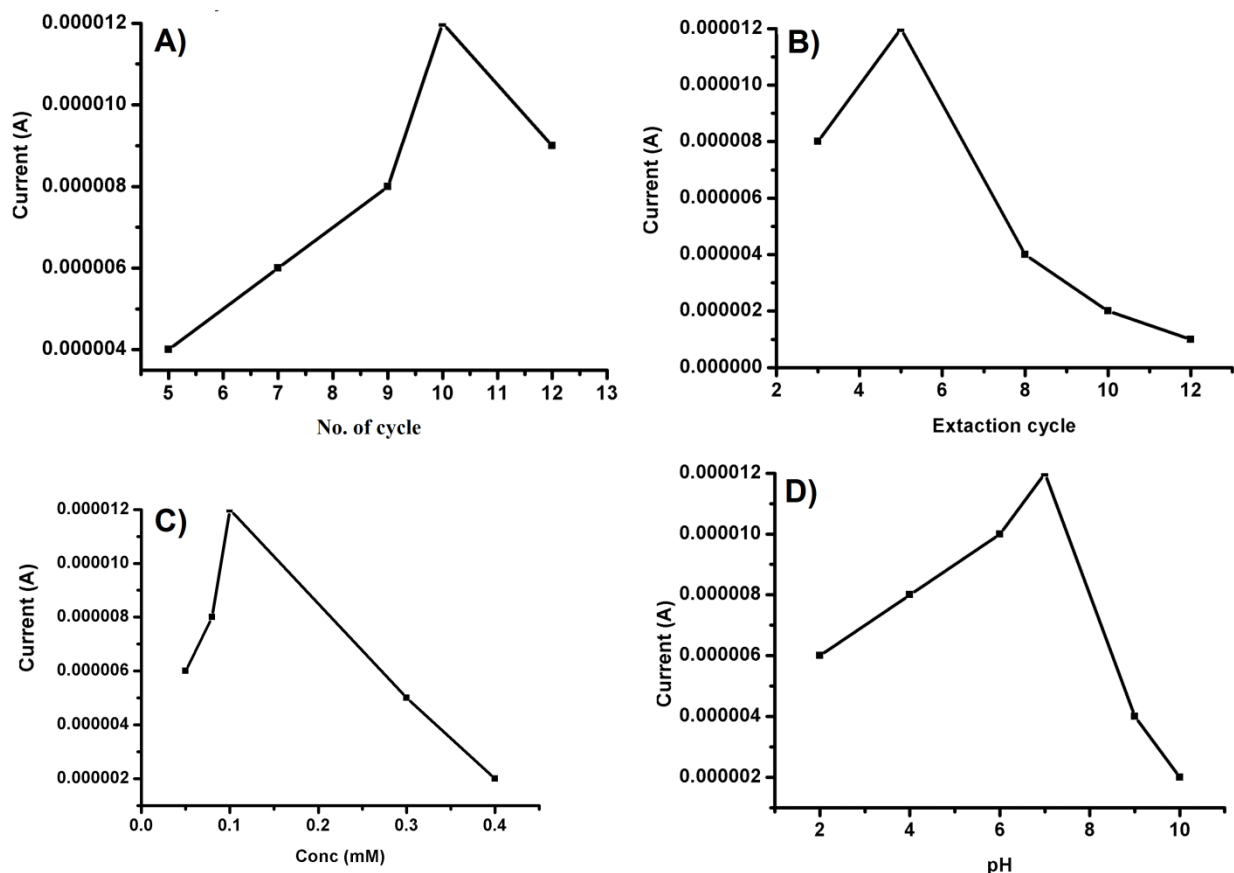 A)
Current (A)
0.000012
0.000010
0.000008
0.000006
0.000004
5 6 7 8 9 10 11 12 13
No. of cycle
B)
Current (A)
0.000012
0.000010
0.000008
0.000006
0.000004
0.000002
0.000000
2 4 6 8 10 12
Extaction cycle
C)
Current (A)
0.000012
0.000010
0.000008
0.000006
0.000004
0.000002
0.0 0.1 0.2 0.3 0.4
Conc (mM)
D)
Current (A)
0.000012
0.000010
0.000008
0.000006
0.000004
0.000002
2 4 6 8 10
pH